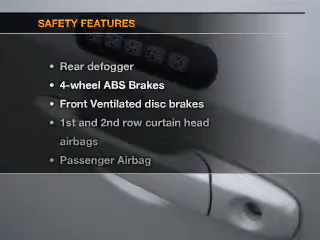 SAFETY FEATURES
• Rear defogger
• 4-wheel ABS Brakes
• Front Ventilated disc brakes
• 1st and 2nd row curtain head
airbags
• Passenger Airbag